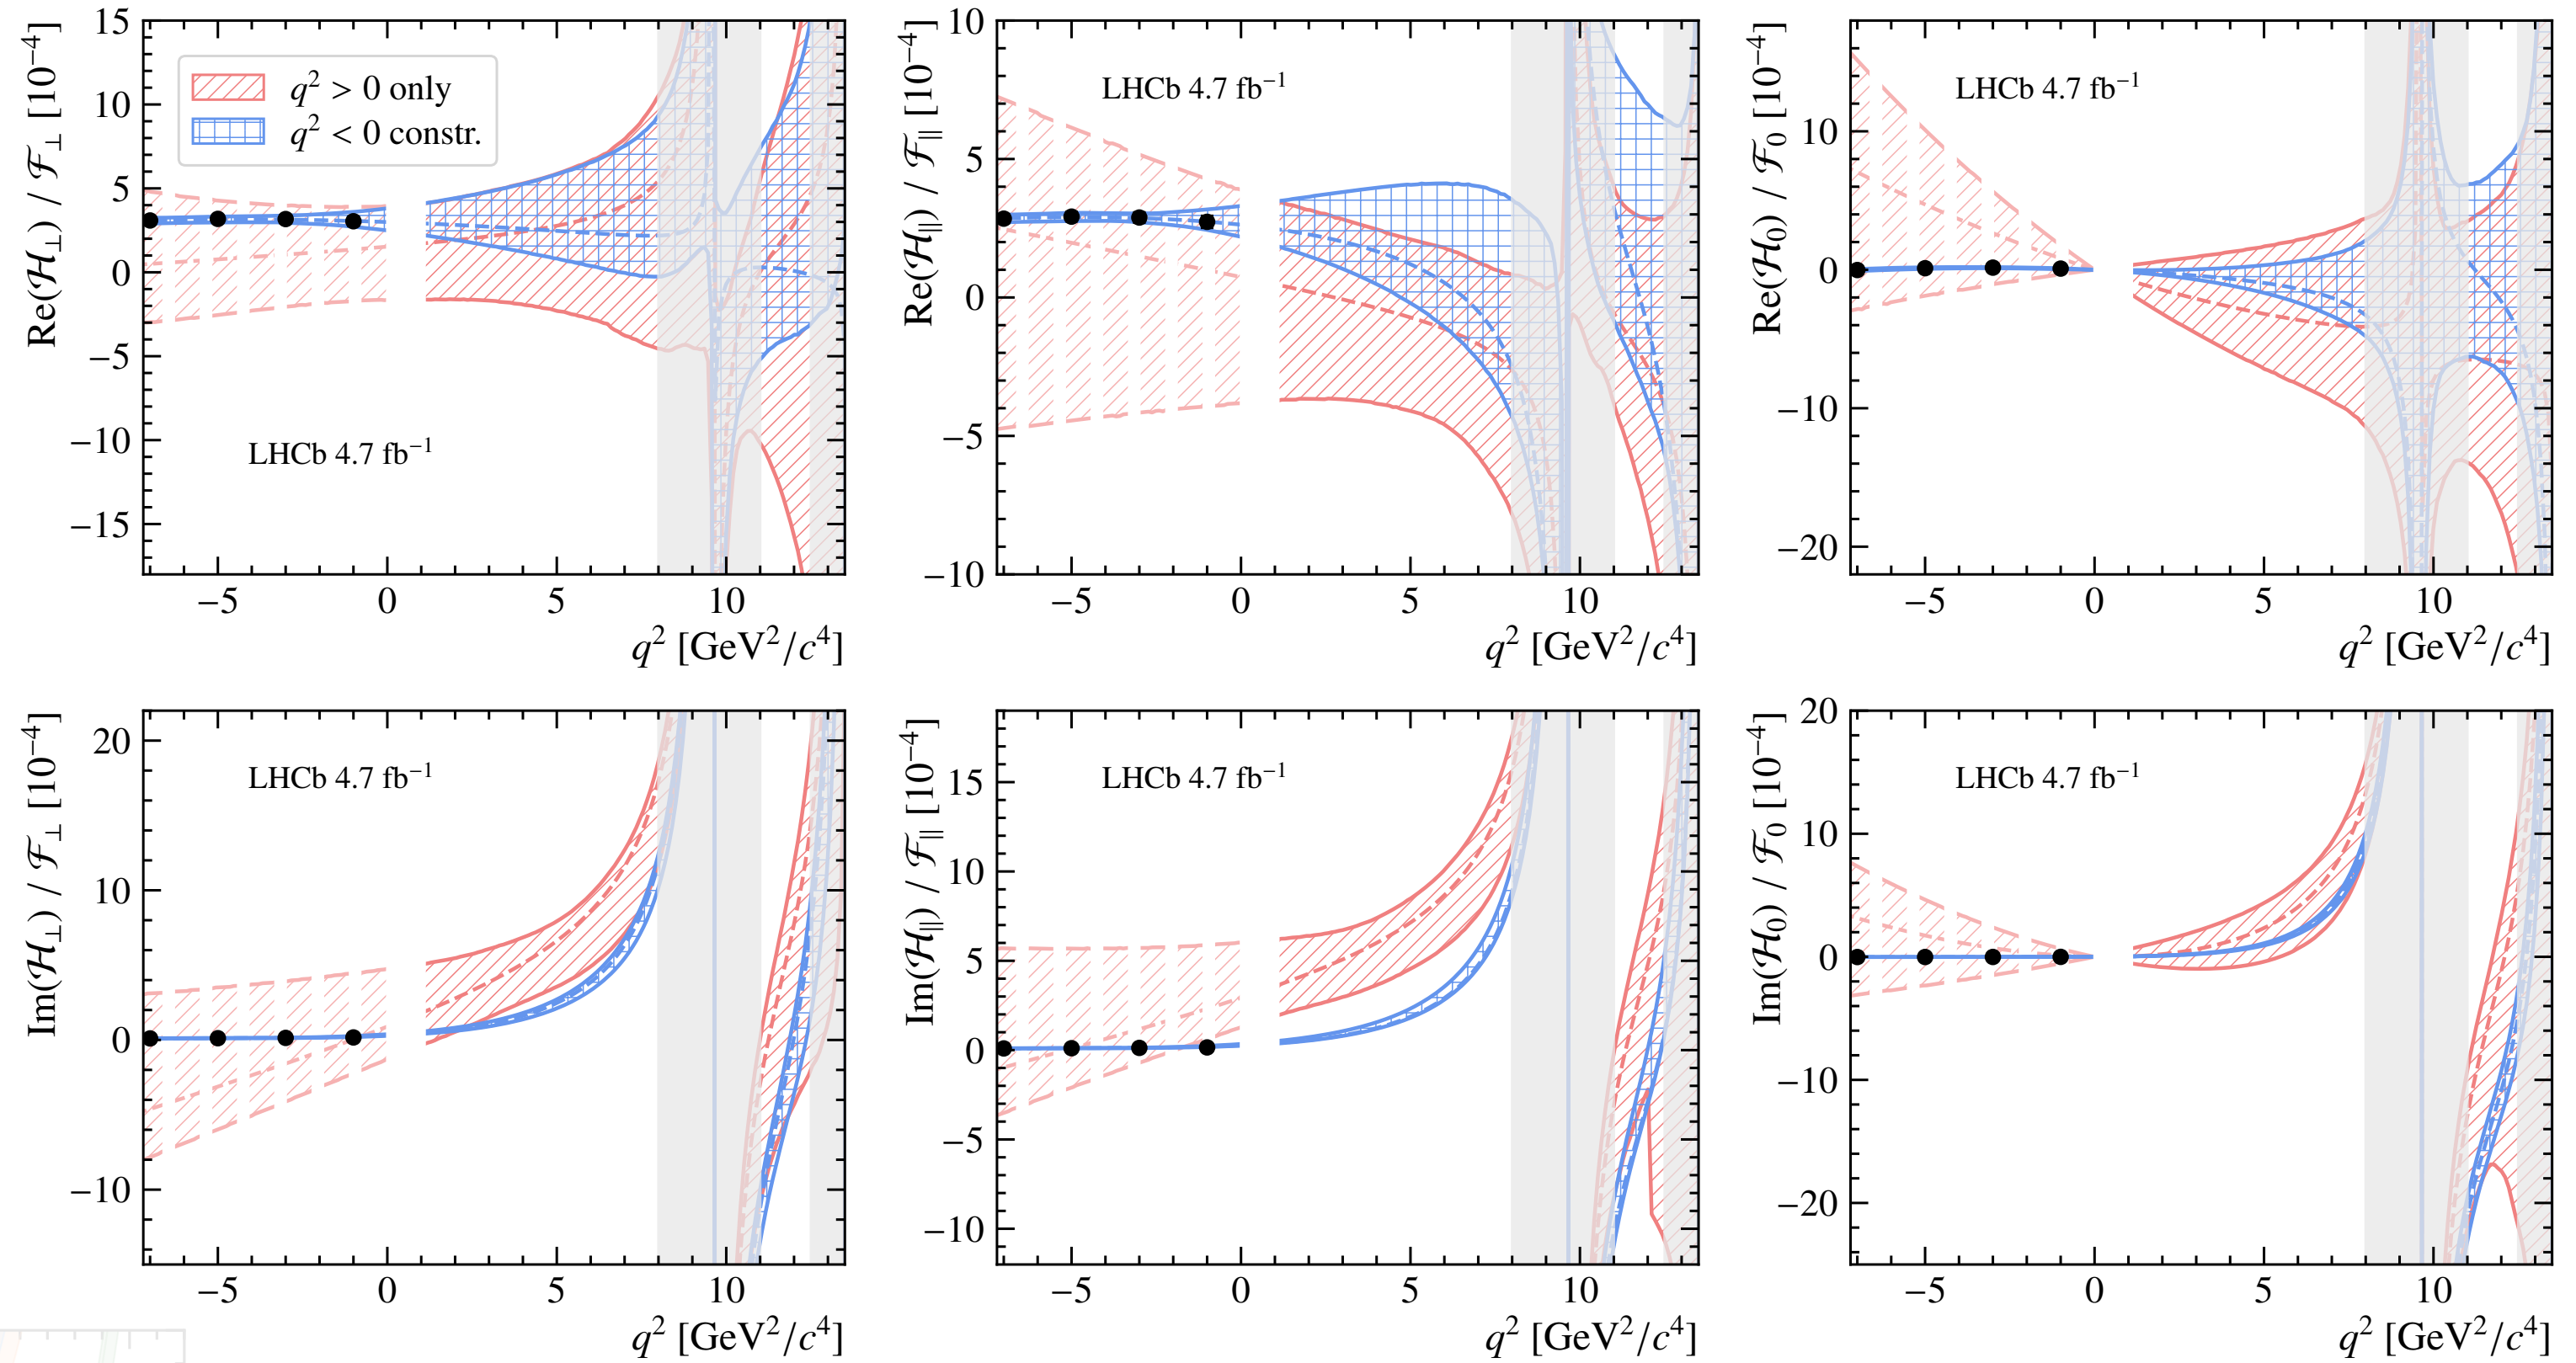 Re(ℋ⊥) / ℱ⊥ [10⁻⁴]
15
10
5
0
−5
−10
−15
q² > 0 only
q² < 0 constr.
LHCb 4.7 fb⁻¹
−5 0 5 10
q² [GeV²/c⁴]
Re(ℋ∥) / ℱ∥ [10⁻⁴]
10
5
0
−5
−10
LHCb 4.7 fb⁻¹
−5 0 5 10
q² [GeV²/c⁴]
Re(ℋ₀) / ℱ₀ [10⁻⁴]
10
0
−10
−20
LHCb 4.7 fb⁻¹
−5 0 5 10
q² [GeV²/c⁴]
Im(ℋ⊥) / ℱ⊥ [10⁻⁴]
20
10
0
−10
LHCb 4.7 fb⁻¹
−5 0 5 10
q² [GeV²/c⁴]
Im(ℋ∥) / ℱ∥ [10⁻⁴]
15
10
5
0
−5
−10
LHCb 4.7 fb⁻¹
−5 0 5 10
q² [GeV²/c⁴]
Im(ℋ₀) / ℱ₀ [10⁻⁴]
20
10
0
−10
−20
LHCb 4.7 fb⁻¹
−5 0 5 10
q² [GeV²/c⁴]